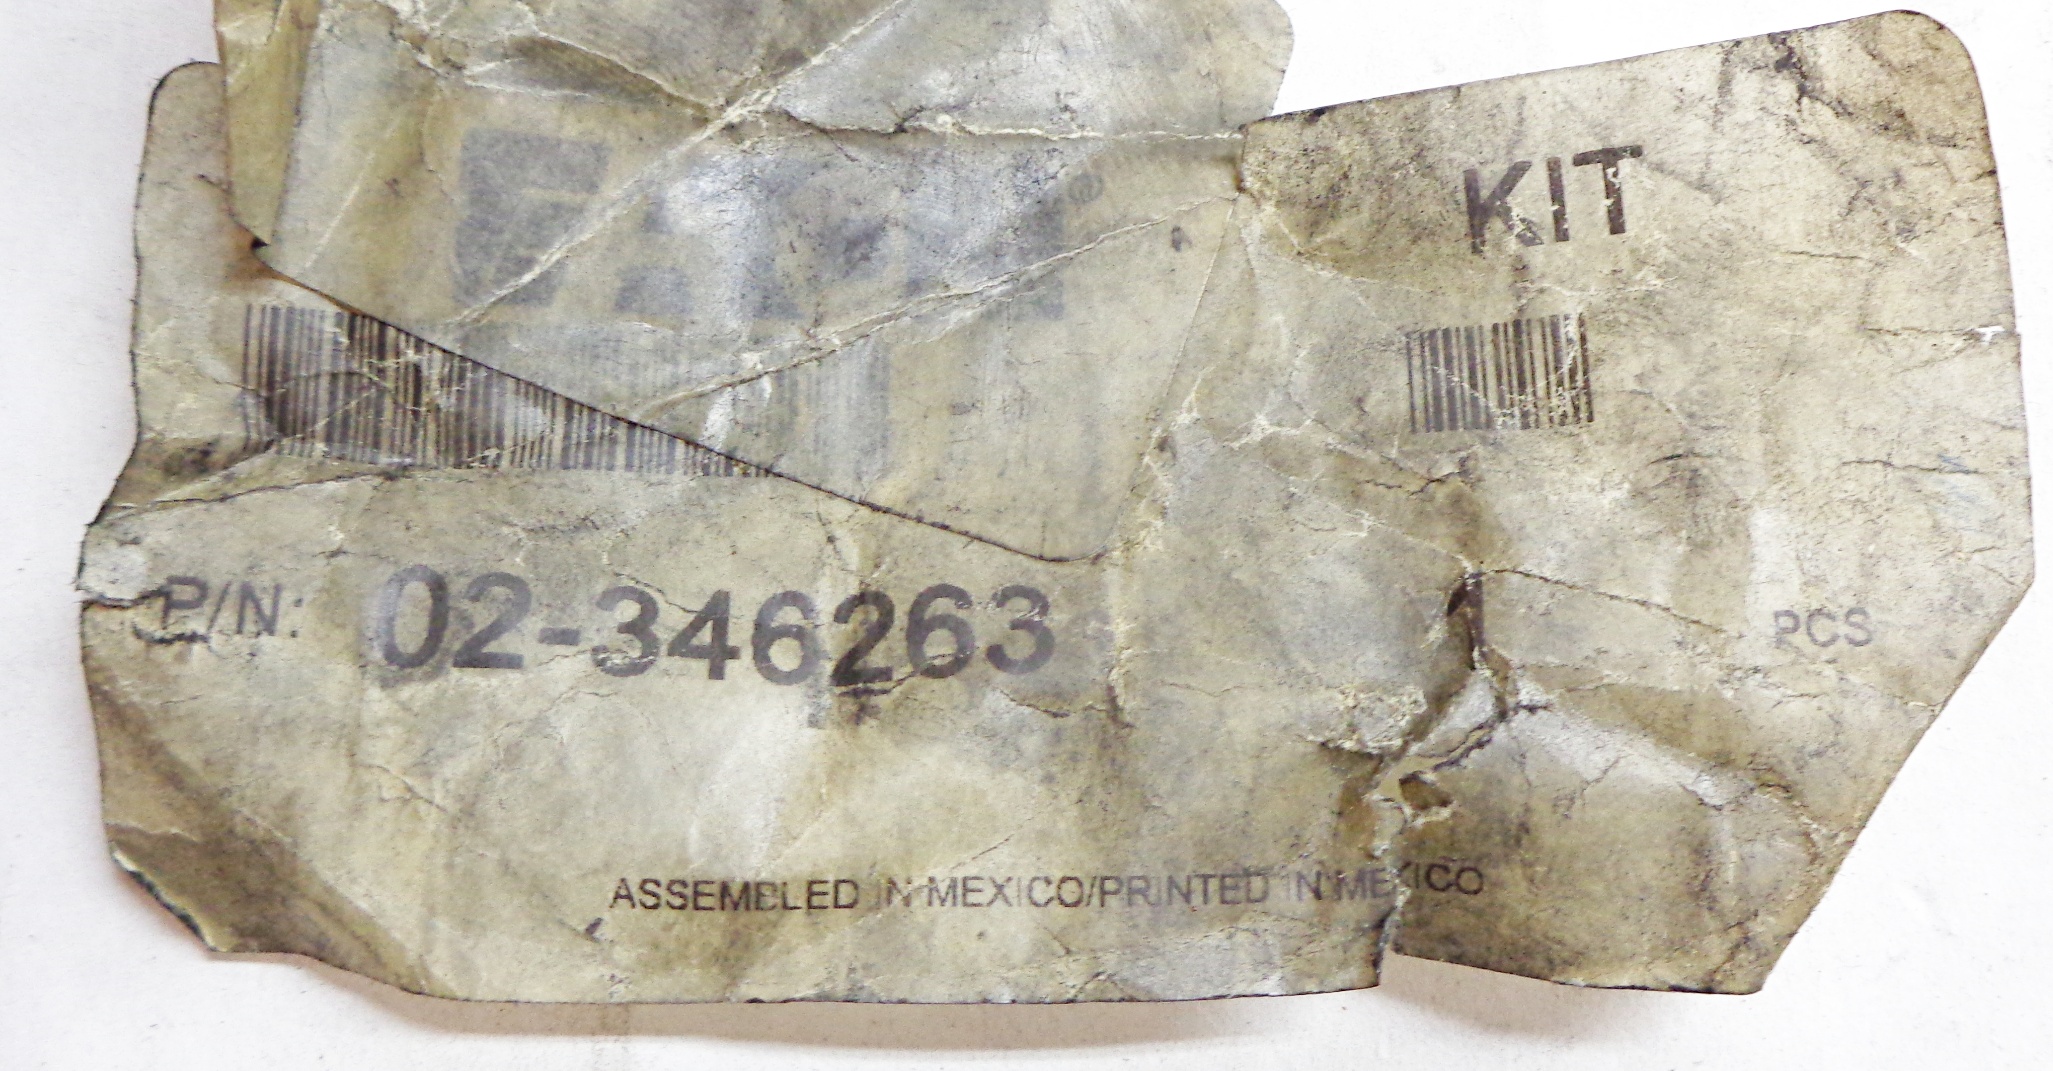 KIT
P/N: 02-346263
1 PCS
ASSEMBLED IN MEXICO/PRINTED IN MEXICO